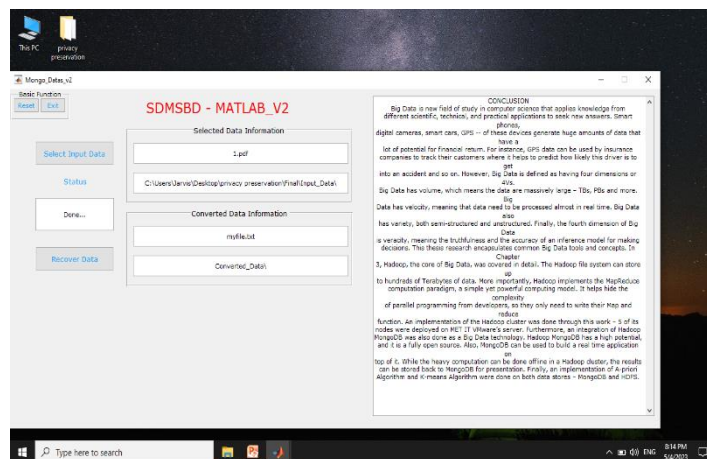 This PC
privacy
preservation
Mongo_Datas_v2
Basic Function
Reset
Exit
SDMSBD - MATLAB_V2
Selected Data Information
Select Input Data
1.pdf
Status
C:\Users\Jarvis\Desktop\privacy preservation\Final\Input_Data\
Done...
Converted Data Information
myfile.txt
Recover Data
Converted_Data\
CONCLUSION
Big Data is new field of study in computer science that applies knowledge from
different scientific, technical, and practical applications to seek new answers. Smart
phones,
digital cameras, smart cars, GPS – of these devices generate huge amounts of data that
have a
lot of potential for financial return. For instance, GPS data can be used by insurance
companies to track their customers where it helps to predict how likely this driver is to
get
into an accident and so on. However, Big Data is defined as having four dimensions or
4Vs.
Big Data has volume, which means the data are massively large – TBs, PBs and more.
Big
Data has velocity, meaning that data need to be processed almost in real time. Big Data
also
has variety, both semi-structured and unstructured. Finally, the fourth dimension of Big
Data
is veracity, meaning the truthfulness and the accuracy of an inference model for making
decisions. The thesis research encapsulates common Big Data tools and concepts. In
Chapter
3, Hadoop, the core of Big Data, was covered in detail. The Hadoop file system can store
up
to hundreds of Terabytes of data. More importantly, Hadoop implements the MapReduce
computation paradigm, a simple yet powerful computing model. It helps hide the
complexity
of parallel programming from developers, so they only need to write their Map and
reduce
function. An implementation of the Hadoop cluster was done through this work – 5 of its
nodes were deployed on MET IT VMware's server. Furthermore, an integration of Hadoop
MongoDB was also done as a Big Data technology. Hadoop MongoDB has a high potential,
and it is a fully open source. Also, MongoDB can be used to build a real time application
on
top of it. While the heavy computation can be done offline in a Hadoop cluster, the results
can be stored back to MongoDB for presentation. Finally, an implementation of A-priori
Algorithm and K-means Algorithm were done on both data stores – MongoDB and HDFS.
Type here to search
ENG
8:14 PM
5/4/2023